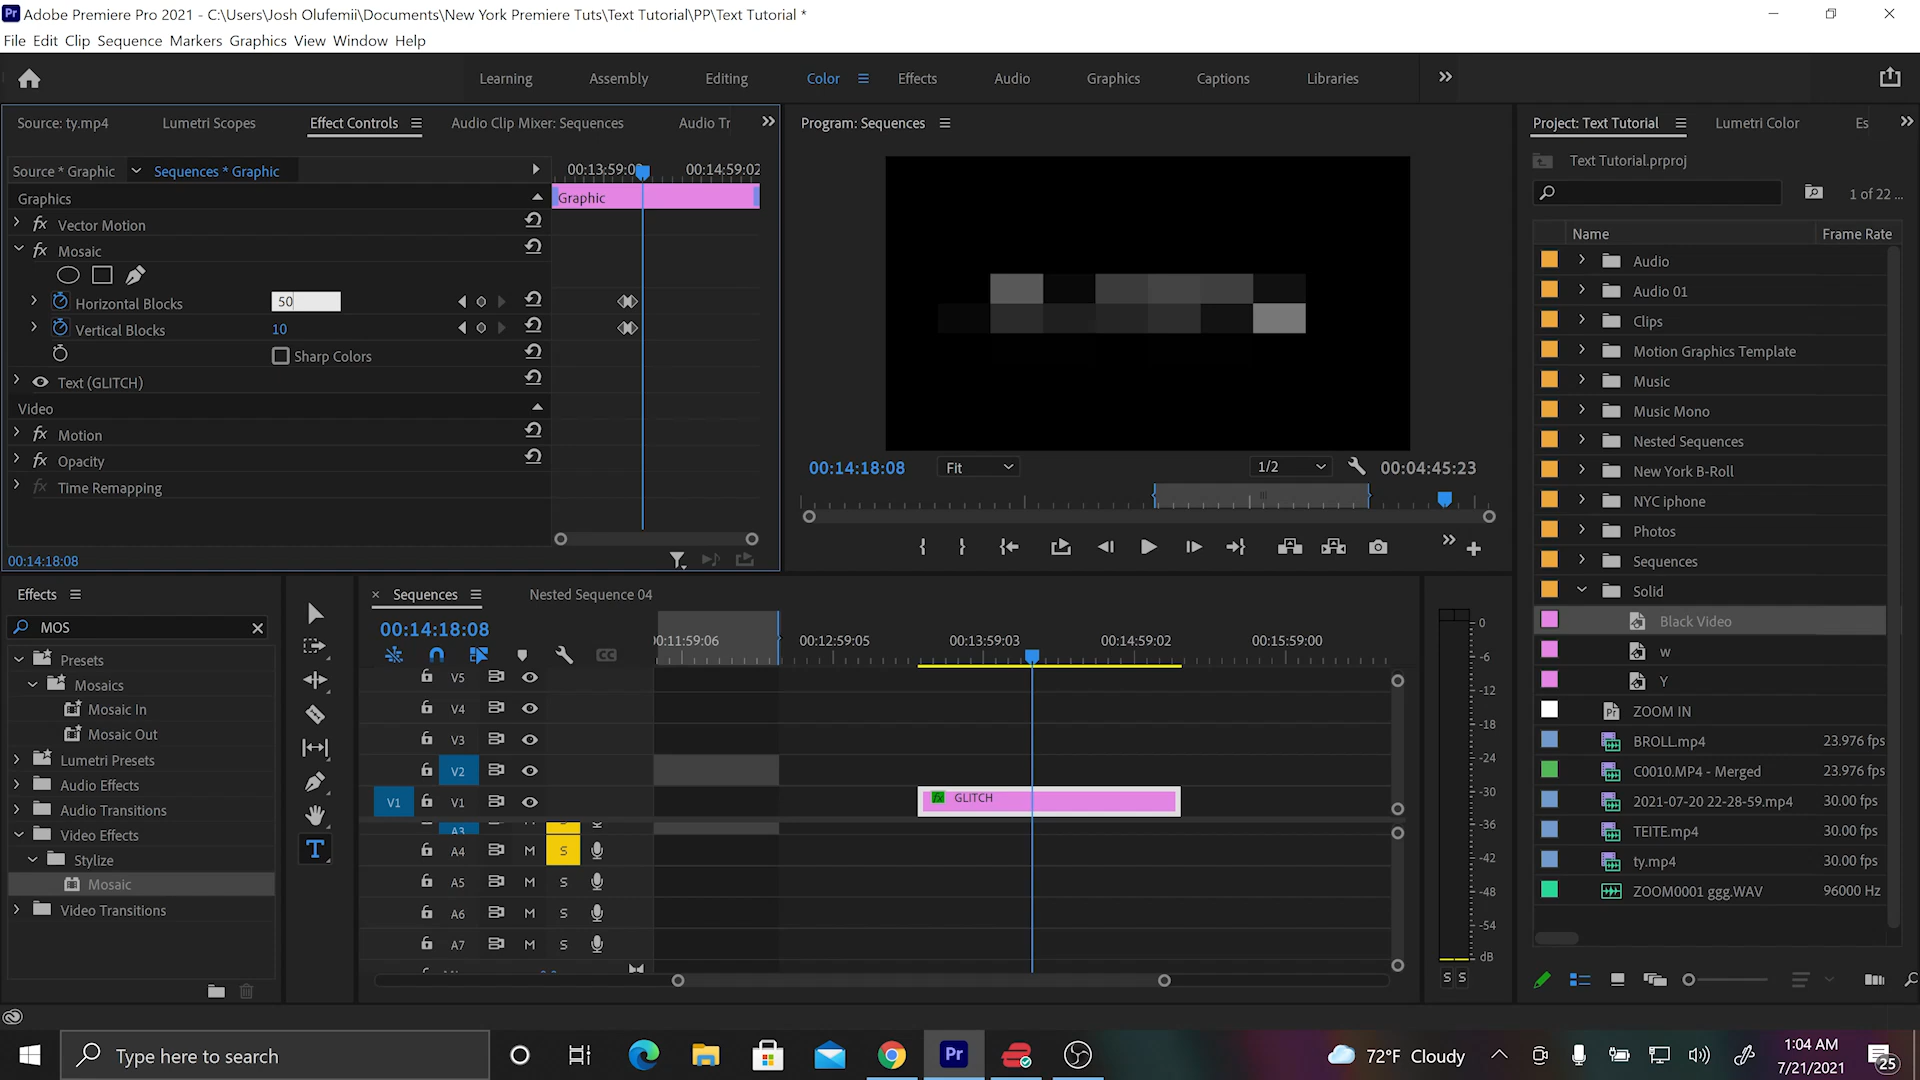 Adobe Premiere Pro 2021 - C:\Users\Josh Olufemii\Documents\New York Premiere Tuts\Text Tutorial\PP\Text Tutorial *
File Edit Clip Sequence Markers Graphics View Window Help
Learning Assembly Editing Color Effects Audio Graphics Captions Libraries
Source: ty.mp4 Lumetri Scopes Effect Controls Audio Clip Mixer: Sequences Audio Tr
Source * Graphic Sequences * Graphic 00:13:59:0 00:14:59:02
Graphics
Graphic
Vector Motion
Mosaic
Horizontal Blocks 50
Vertical Blocks 10
Sharp Colors
Text (GLITCH)
Video
Motion
Opacity
Time Remapping
00:14:18:08
Program: Sequences
00:14:18:08 Fit 1/2 00:04:45:23
Project: Text Tutorial Lumetri Color Es
Text Tutorial.prproj
1 of 22 ...
Name Frame Rate
Audio
Audio 01
Clips
Motion Graphics Template
Music
Music Mono
Nested Sequences
New York B-Roll
NYC iphone
Photos
Sequences
Solid
Black Video
w
Y
ZOOM IN
BROLL.mp4 23.976 fps
C0010.MP4 - Merged 23.976 fps
2021-07-20 22-28-59.mp4 30.00 fps
TEITE.mp4 30.00 fps
ty.mp4 30.00 fps
ZOOM0001 ggg.WAV 96000 Hz
Effects
MOS
Presets
Mosaics
Mosaic In
Mosaic Out
Lumetri Presets
Audio Effects
Audio Transitions
Video Effects
Stylize
Mosaic
Video Transitions
Sequences Nested Sequence 04
00:14:18:08
00:11:59:06 00:12:59:05 00:13:59:03 00:14:59:02 00:15:59:00
V5
V4
V3
V2
V1 V1
GLITCH
A3
A4 M S
A5 M S
A6 M S
A7 M S
0
-6
-12
-18
-24
-30
-36
-42
-48
-54
dB
S S
Type here to search
Pr
72°F Cloudy
1:04 AM
7/21/2021
25